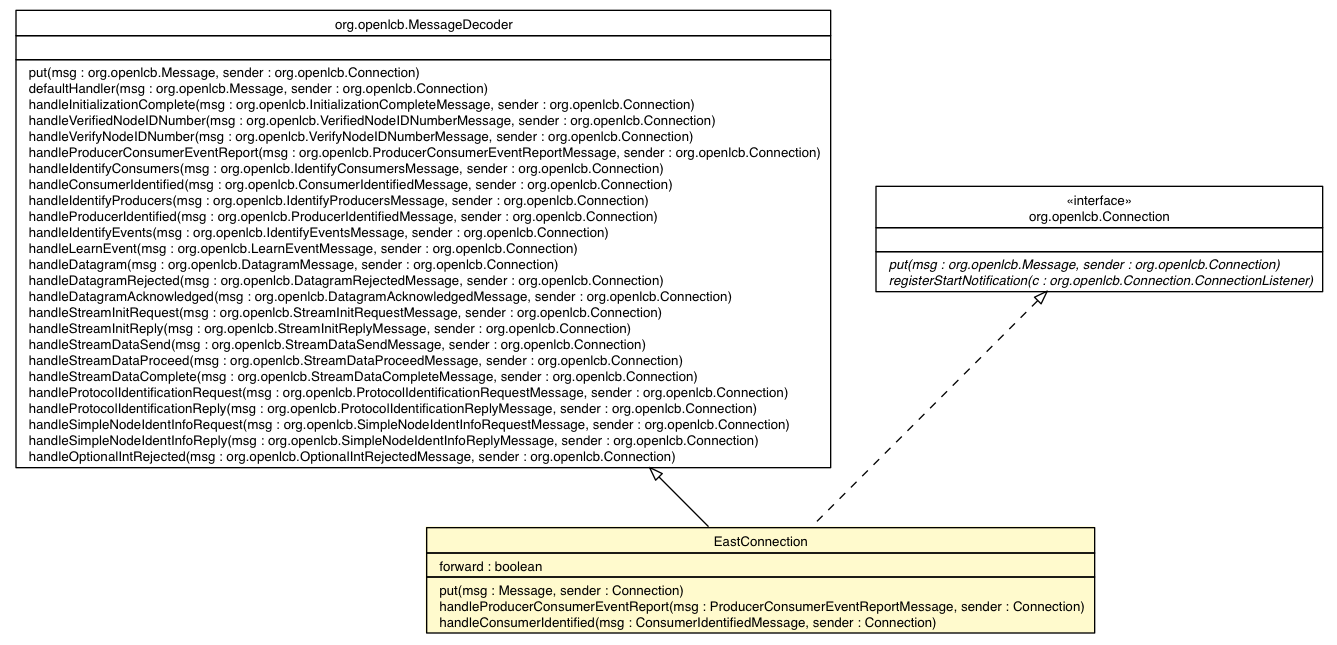 org.openlcb.MessageDecoder
put(msg : org.openlcb.Message, sender : org.openlcb.Connection)
defaultHandler(msg : org.openlcb.Message, sender : org.openlcb.Connection)
handleInitializationComplete(msg : org.openlcb.InitializationCompleteMessage, sender : org.openlcb.Connection)
handleVerifiedNodeIDNumber(msg : org.openlcb.VerifiedNodeIDNumberMessage, sender : org.openlcb.Connection)
handleVerifyNodeIDNumber(msg : org.openlcb.VerifyNodeIDNumberMessage, sender : org.openlcb.Connection)
handleProducerConsumerEventReport(msg : org.openlcb.ProducerConsumerEventReportMessage, sender : org.openlcb.Connection)
handleIdentifyConsumers(msg : org.openlcb.IdentifyConsumersMessage, sender : org.openlcb.Connection)
handleConsumerIdentified(msg : org.openlcb.ConsumerIdentifiedMessage, sender : org.openlcb.Connection)
handleIdentifyProducers(msg : org.openlcb.IdentifyProducersMessage, sender : org.openlcb.Connection)
handleProducerIdentified(msg : org.openlcb.ProducerIdentifiedMessage, sender : org.openlcb.Connection)
handleIdentifyEvents(msg : org.openlcb.IdentifyEventsMessage, sender : org.openlcb.Connection)
handleLearnEvent(msg : org.openlcb.LearnEventMessage, sender : org.openlcb.Connection)
handleDatagram(msg : org.openlcb.DatagramMessage, sender : org.openlcb.Connection)
handleDatagramRejected(msg : org.openlcb.DatagramRejectedMessage, sender : org.openlcb.Connection)
handleDatagramAcknowledged(msg : org.openlcb.DatagramAcknowledgedMessage, sender : org.openlcb.Connection)
handleStreamInitRequest(msg : org.openlcb.StreamInitRequestMessage, sender : org.openlcb.Connection)
handleStreamInitReply(msg : org.openlcb.StreamInitReplyMessage, sender : org.openlcb.Connection)
handleStreamDataSend(msg : org.openlcb.StreamDataSendMessage, sender : org.openlcb.Connection)
handleStreamDataProceed(msg : org.openlcb.StreamDataProceedMessage, sender : org.openlcb.Connection)
handleStreamDataComplete(msg : org.openlcb.StreamDataCompleteMessage, sender : org.openlcb.Connection)
handleProtocolIdentificationRequest(msg : org.openlcb.ProtocolIdentificationRequestMessage, sender : org.openlcb.Connection)
handleProtocolIdentificationReply(msg : org.openlcb.ProtocolIdentificationReplyMessage, sender : org.openlcb.Connection)
handleSimpleNodeIdentInfoRequest(msg : org.openlcb.SimpleNodeIdentInfoRequestMessage, sender : org.openlcb.Connection)
handleSimpleNodeIdentInfoReply(msg : org.openlcb.SimpleNodeIdentInfoReplyMessage, sender : org.openlcb.Connection)
handleOptionalIntRejected(msg : org.openlcb.OptionalIntRejectedMessage, sender : org.openlcb.Connection)
«interface»
org.openlcb.Connection
put(msg : org.openlcb.Message, sender : org.openlcb.Connection)
registerStartNotification(c : org.openlcb.Connection.ConnectionListener)
EastConnection
forward : boolean
put(msg : Message, sender : Connection)
handleProducerConsumerEventReport(msg : ProducerConsumerEventReportMessage, sender : Connection)
handleConsumerIdentified(msg : ConsumerIdentifiedMessage, sender : Connection)